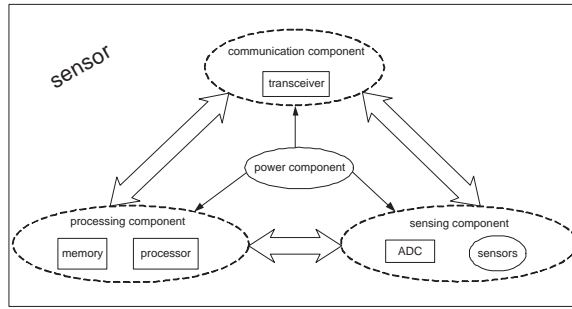 sensor
communication component
transceiver
power component
processing component
memory
processor
sensing component
ADC
sensors